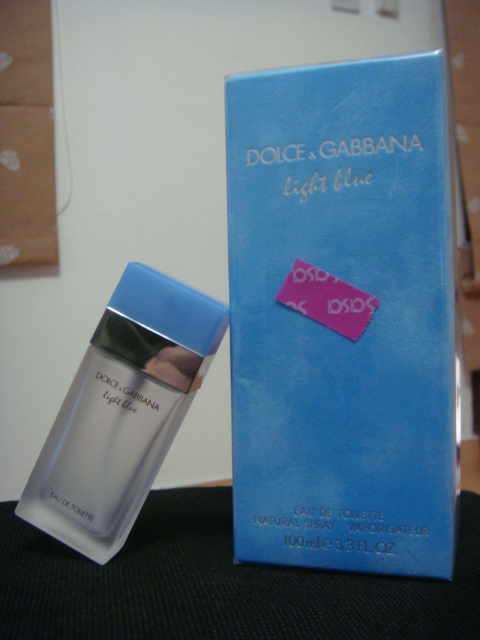 DOLCE & GABBANA
light blue
Sasa
EAU DE TOILETTE
NATURAL SPRAY VAPORISATEUR
100 ml e 3.3 FL.OZ.
DOLCE & GABBANA
light blue
EAU DE TOILETTE